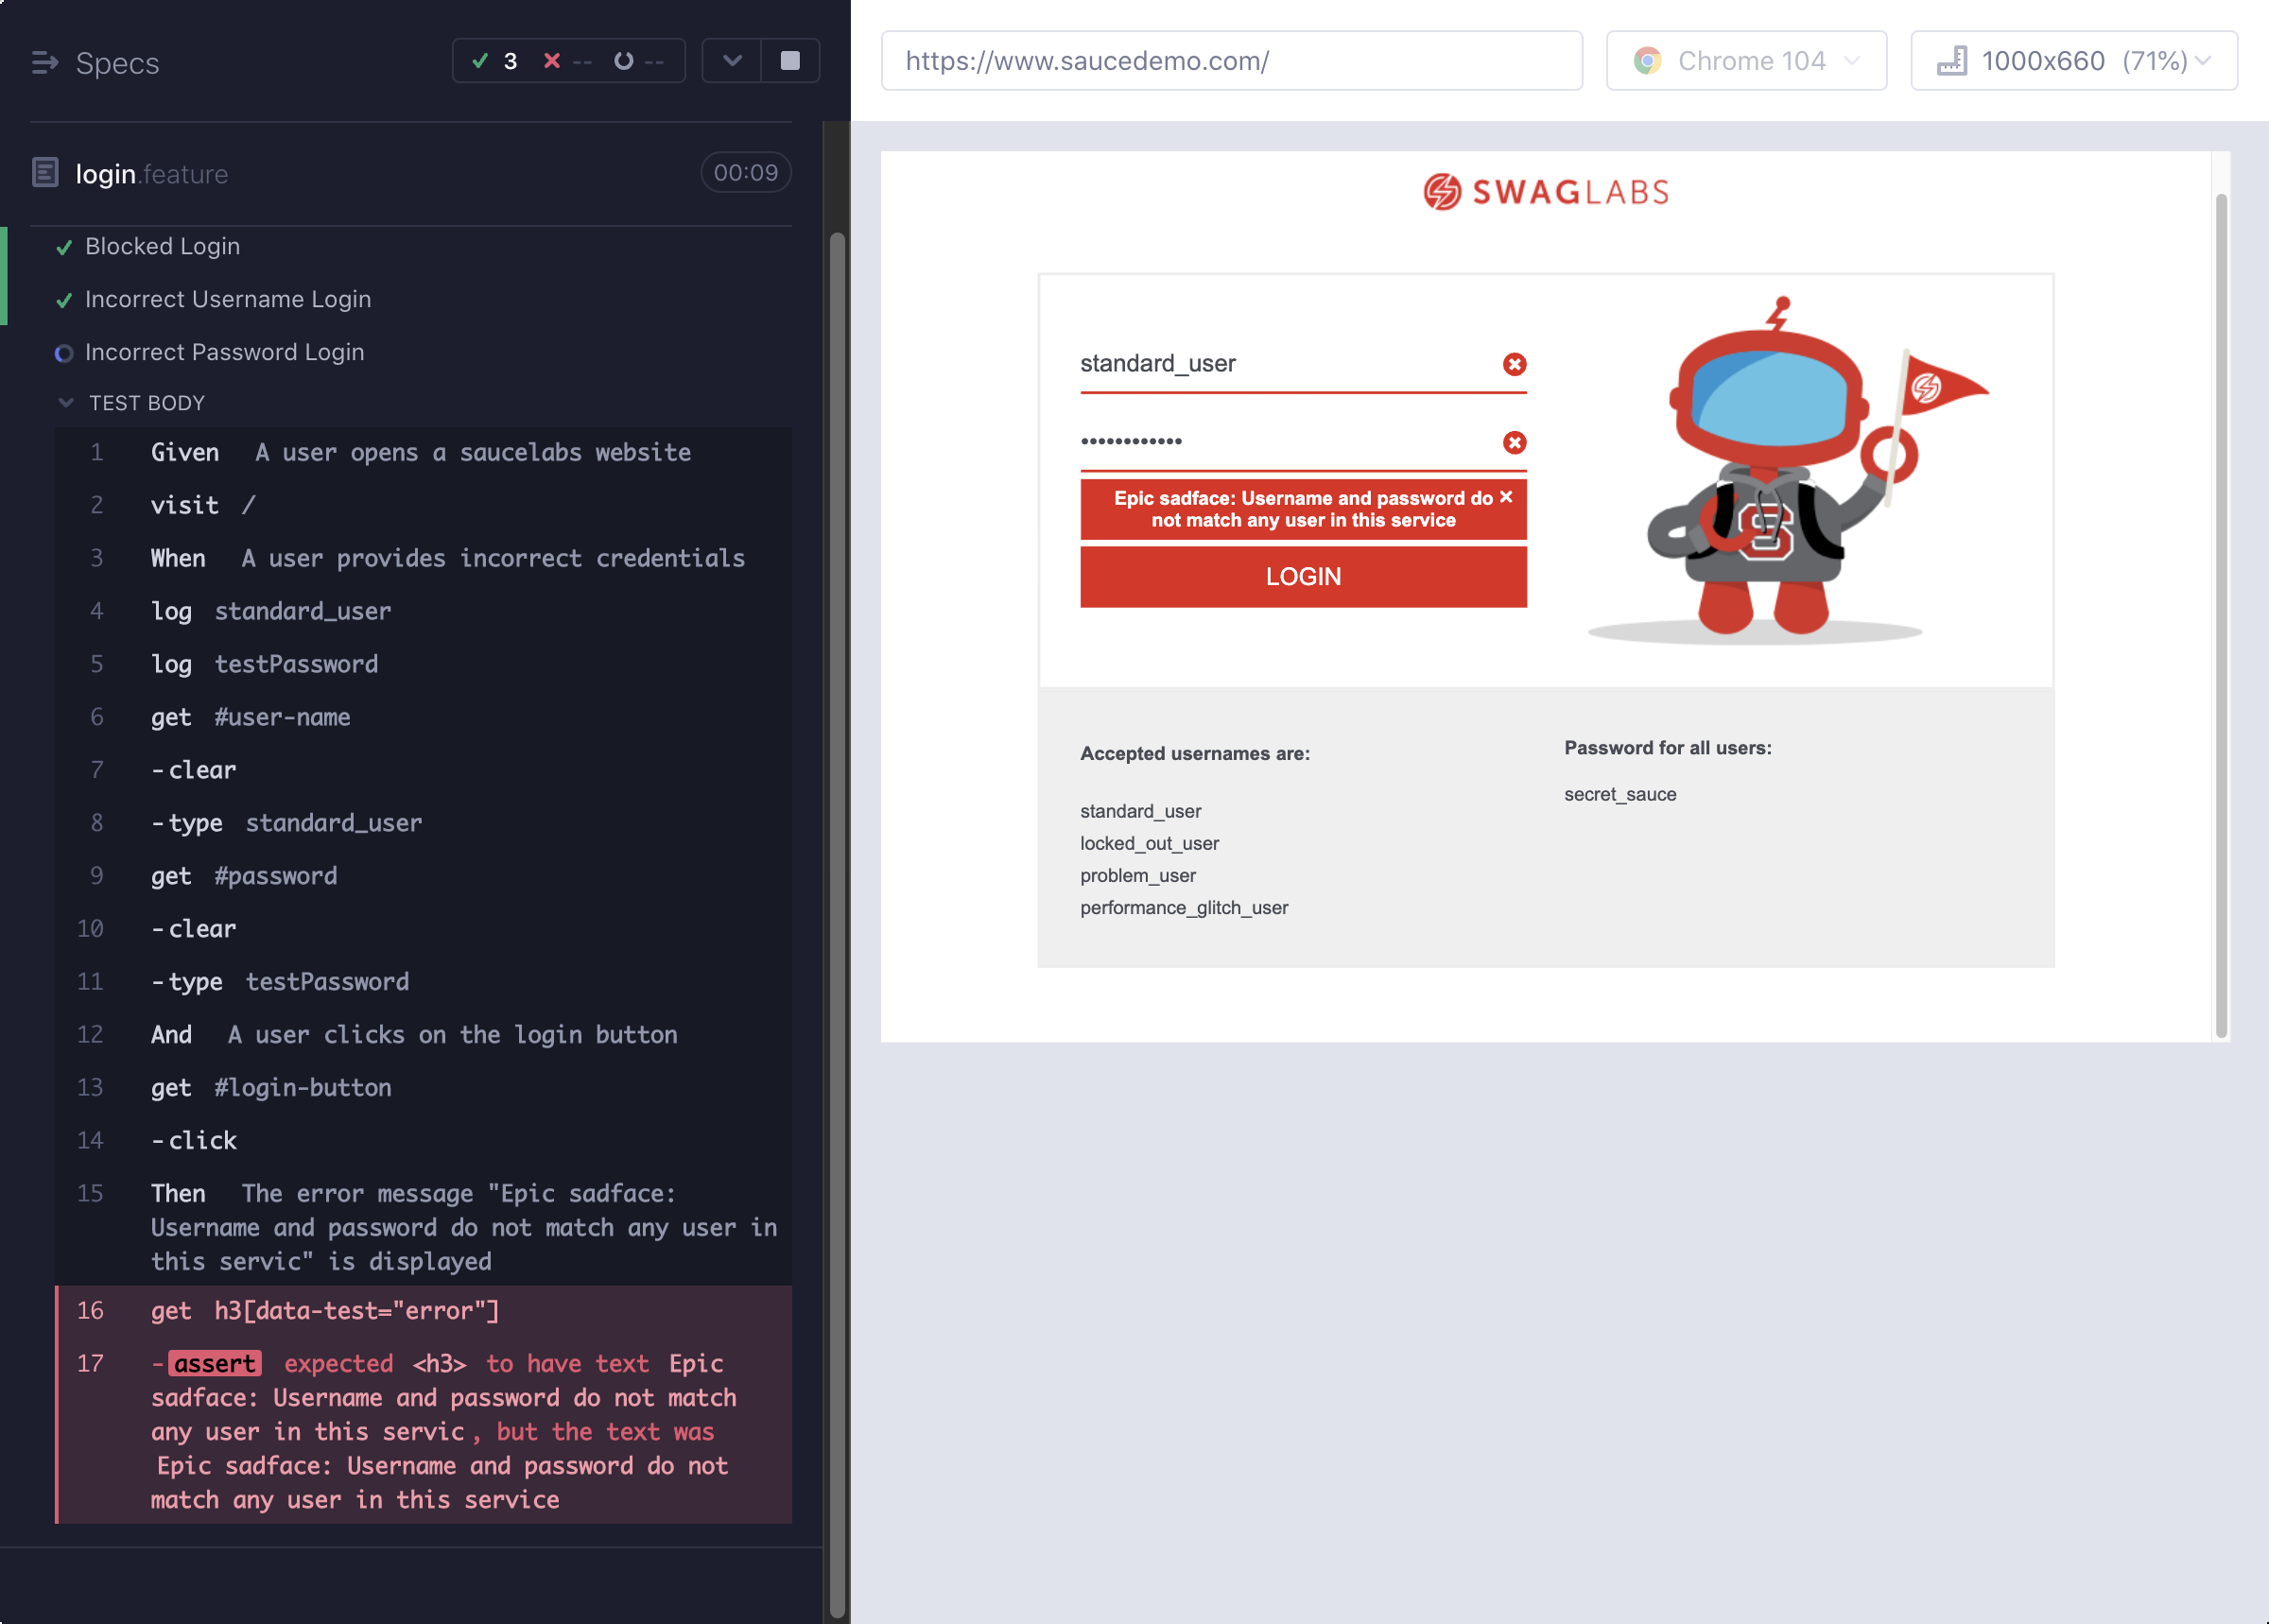 Specs
3 -- --
login.feature
00:09
Blocked Login
Incorrect Username Login
Incorrect Password Login
TEST BODY
1 Given A user opens a saucelabs website
2 visit /
3 When A user provides incorrect credentials
4 log standard_user
5 log testPassword
6 get #user-name
7 -clear
8 -type standard_user
9 get #password
10 -clear
11 -type testPassword
12 And A user clicks on the login button
13 get #login-button
14 -click
15 Then The error message "Epic sadface:
Username and password do not match any user in
this servic" is displayed
16 get h3[data-test="error"]
17 -assert expected <h3> to have text Epic
sadface: Username and password do not match
any user in this servic, but the text was
Epic sadface: Username and password do not
match any user in this service
https://www.saucedemo.com/
Chrome 104
1000x660 (71%)
SWAGLABS
standard_user
••••••••••••
Epic sadface: Username and password do
not match any user in this service
LOGIN
S
Accepted usernames are:
standard_user
locked_out_user
problem_user
performance_glitch_user
Password for all users:
secret_sauce